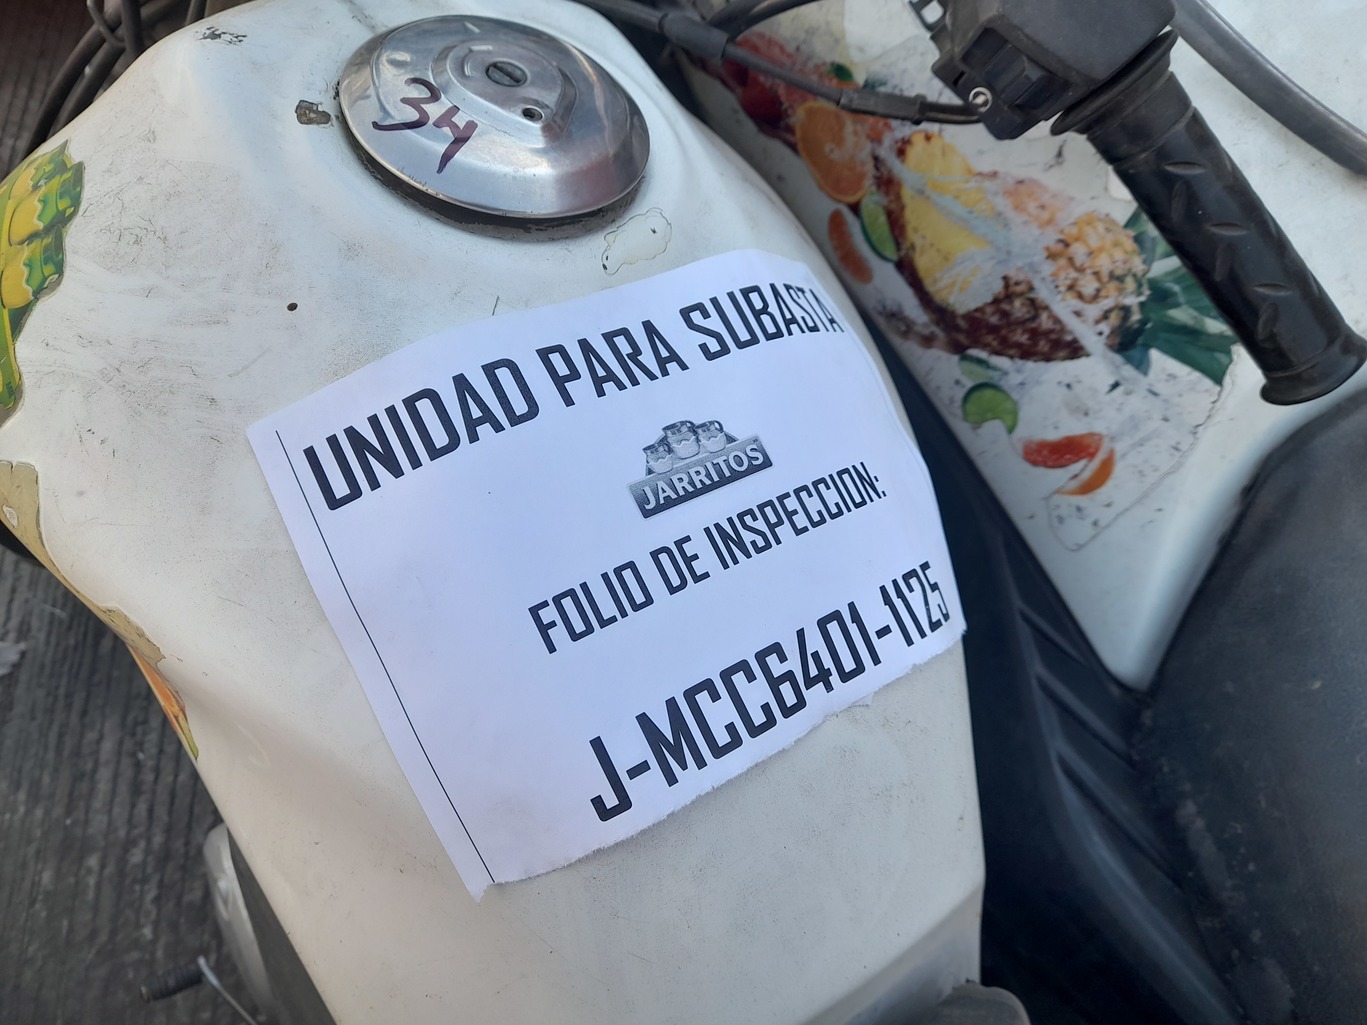 34
UNIDAD PARA SUBASTA
JARRITOS
FOLIO DE INSPECCION:
J-MCC6401-1125